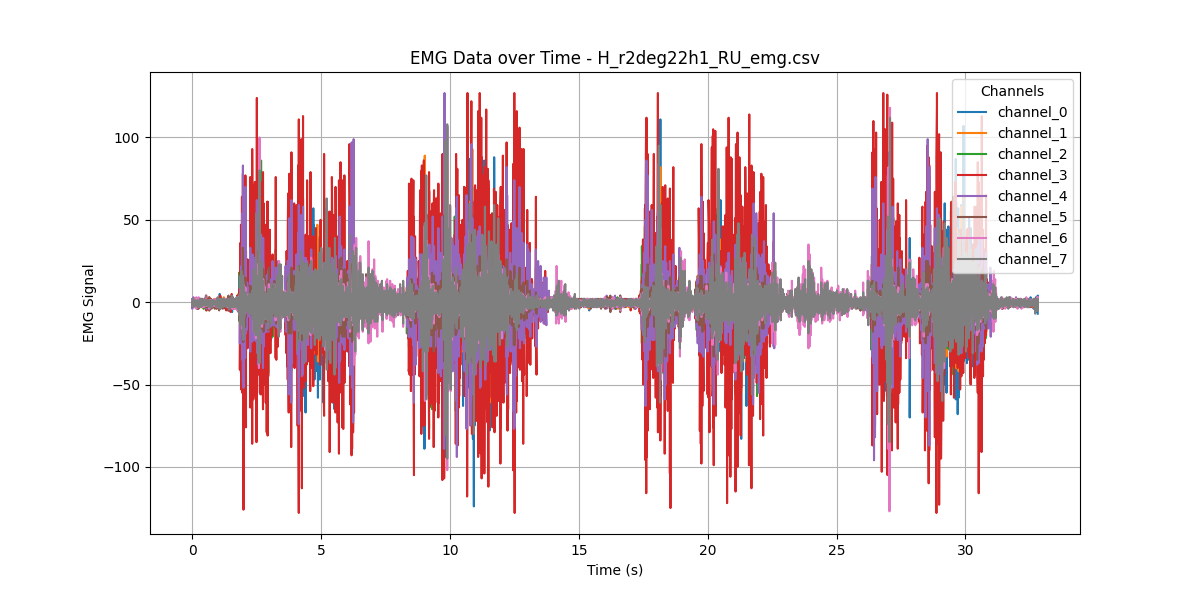 EMG Data over Time - H_r2deg22h1_RU_emg.csv
Channels
channel_0
channel_1
channel_2
channel_3
channel_4
channel_5
channel_6
channel_7
EMG Signal
100
50
0
−50
−100
0 5 10 15 20 25 30
Time (s)